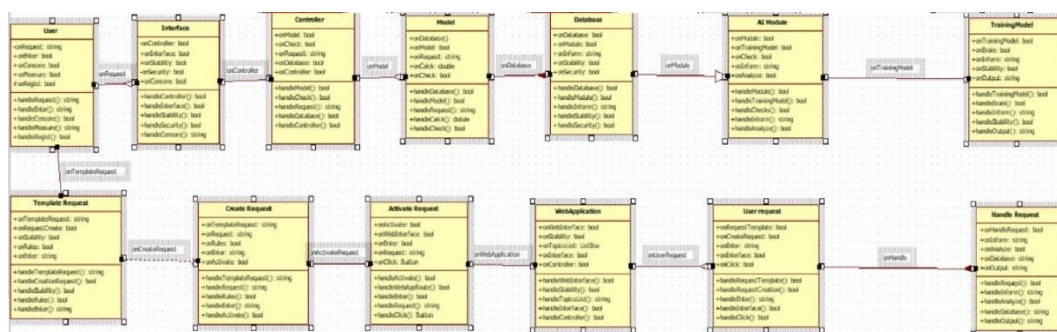 User
+onRequest: string
+onEnter: bool
+onCensore: bool
+onPressure: bool
+onRegist: bool
+handleRequest(): string
+handleEnter(): string
+handleCensore(): bool
+handleMeasure(): string
+handleRegist(): bool
onRequest
Interface
+onController: bool
+onInterface: bool
+onStability: bool
+onSecurity: bool
+onCensore: bool
+handleController(): bool
+handleInterface(): bool
+handleStability(): bool
+handleSecurity(): bool
+handleCensore(): string
onController
Controller
+onModel: bool
+onCheck: bool
+onRequest: string
+onDatabase: bool
+onController: bool
+handleModel(): bool
+handleCheck(): bool
+handleRequest(): string
+handleDatabase(): bool
+handleController(): bool
onModel
Model
+onDatabase()
+onModel: bool
+onRequest: string
+onCalck: double
+onCheck: bool
+handleDatabase(): bool
+handleModel(): bool
+handleRequest(): string
+handleCalck(): dobule
+handleCheck(): bool
onDatabase
Database
+onDatabase: bool
+onModule: bool
+onInform: string
+onStability: bool
+onSecurity: bool
+handleDatabase(): bool
+handleModule(): bool
+handleInform(): string
+handleStability(): bool
+handleSecurity(): bool
onModule
AI Module
+onModule: bool
+onTrainingModel: bool
+onCheck: bool
+onInform: string
+onAnalyze: bool
+handleModule(): bool
+handleTrainingModel(): bool
+handleChecks(): bool
+handleInform(): string
+handleAnalyze(): bool
onTrainingModel
TrainingModel
+onTrainingModel: bool
+onBrain: bool
+onInform: string
+onStability: bool
+onOutput: string
+handleTrainingModel(): bool
+handleBrain(): bool
+handleInform(): string
+handleStability(): bool
+handleOutput(): string
onTemplateRequest
Template Request
+onTemplateRequest: string
+onRequestCreate: bool
+onStability: bool
+onRules: bool
+onEnter: string
+handleTemplateRequest(): string
+handleCreationRequest(): bool
+handleStability(): bool
+handleRules(): bool
+handleEnter(): string
onCreateRequest
Create Request
+onTemplateRequest: string
+onRequest: string
+onRules: bool
+onEnter: string
+onActivate: bool
+handleTemplateRequest(): string
+handleRequest(): string
+handleRules(): bool
+handleEnter(): string
+handleActivate(): bool
onActivateRequest
Activate Request
+onActivate: bool
+onWebInterface: bool
+onEnter: bool
+onRequest: string
+onClick: Button
+handleActivate(): bool
+handleWebAppRoute(): bool
+handleEnter(): bool
+handleRequest(): string
+handleClick(): Button
onWebApplication
WebApplication
+onWebInterface: bool
+onStability: bool
+onTopicsList: ListBox
+onInterface: bool
+onController: bool
+handleWebInterface(): bool
+handleStability(): bool
+handleTopicsList(): string
+handleInterface(): bool
+handleController(): bool
onUserRequest
User request
+onRequestTemplate: bool
+onCreateRequest: bool
+onEnter: string
+onInterface: bool
+onClick: bool
+handleRequestTemplate(): bool
+handleRequestCreation(): bool
+handleEnter(): string
+handleInterface(): bool
+handleClick(): bool
onHandle
Handle Request
+onHandleRequest: bool
+onInform: string
+onAnalyze: bool
+onDatabase: string
+onOutput: string
+handleRequest(): bool
+handleInform(): string
+handleAnalyze(): bool
+handleDatabase(): string
+handleOutput(): string